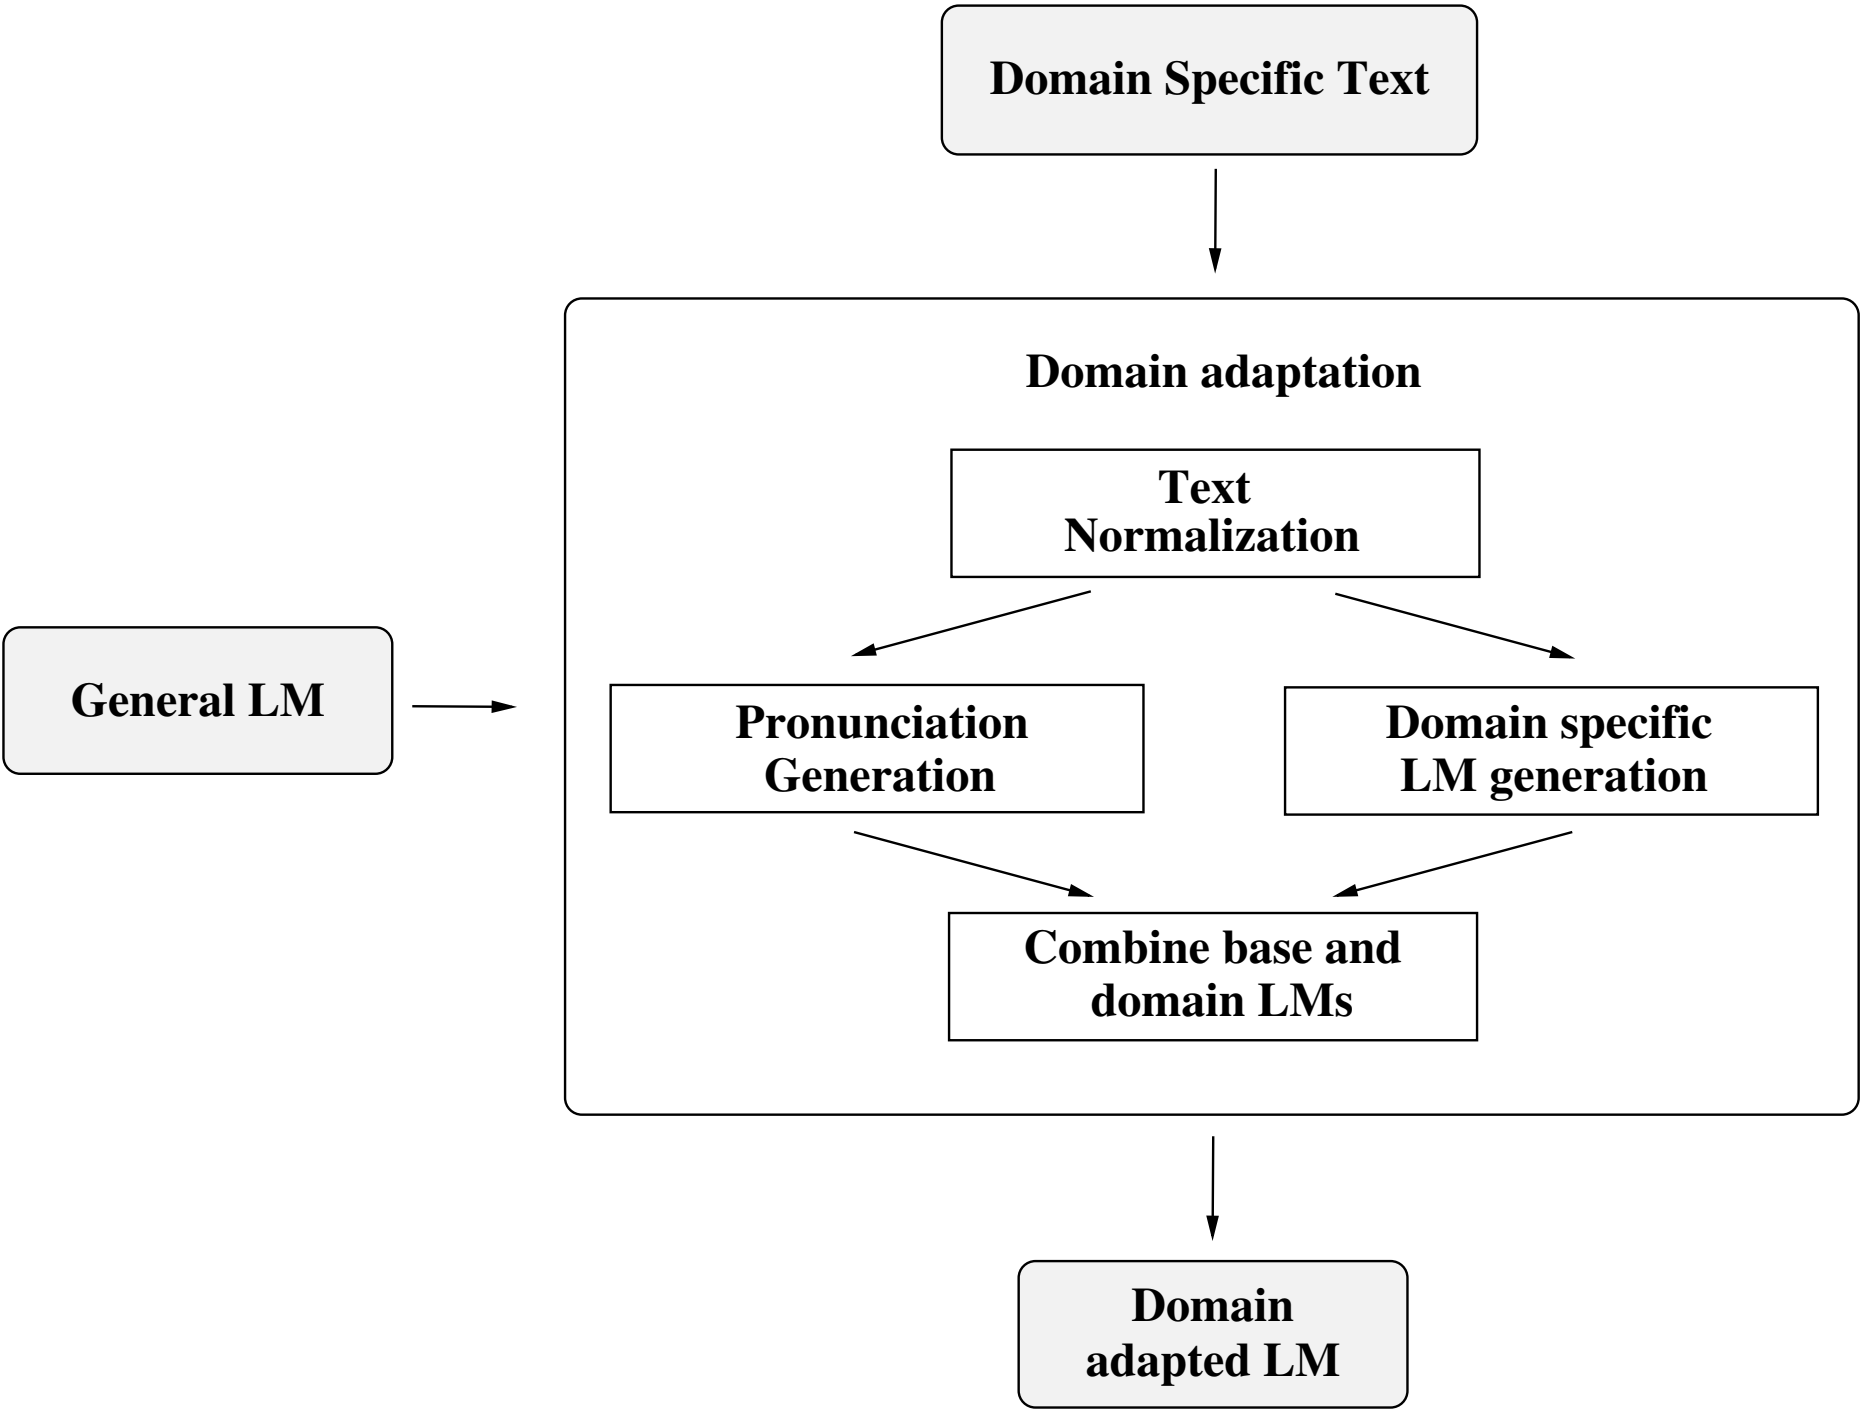 Domain Specific Text
Domain adaptation
Text
Normalization
General LM
Pronunciation
Generation
Domain specific
LM generation
Combine base and
domain LMs
Domain
adapted LM